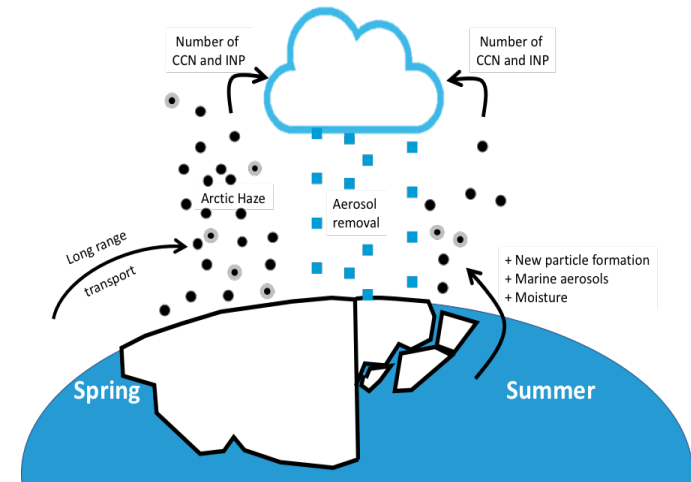 Number of
CCN and INP
Number of
CCN and INP
Arctic Haze
Aerosol
removal
Long range
transport
+ New particle formation
+ Marine aerosols
+ Moisture
Spring
Summer